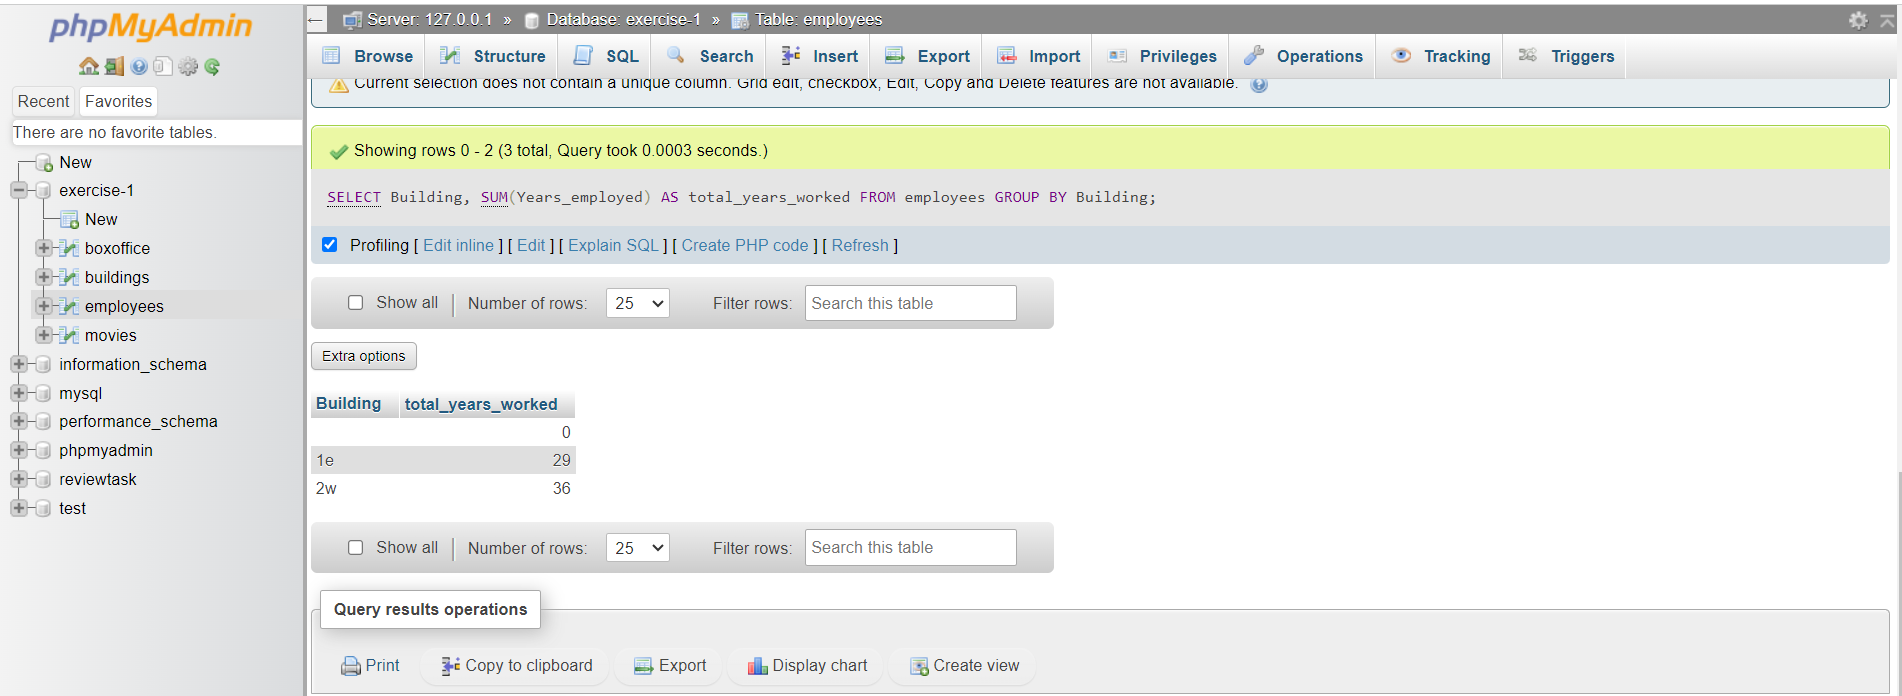 phpMyAdmin
Recent Favorites
There are no favorite tables.
New
exercise-1
New
boxoffice
buildings
employees
movies
information_schema
mysql
performance_schema
phpmyadmin
reviewtask
test
Server: 127.0.0.1 » Database: exercise-1 » Table: employees
Browse Structure SQL Search Insert Export Import Privileges Operations Tracking Triggers
Current selection does not contain a unique column. Grid edit, checkbox, Edit, Copy and Delete features are not available.
Showing rows 0 - 2 (3 total, Query took 0.0003 seconds.)
SELECT Building, SUM(Years_employed) AS total_years_worked FROM employees GROUP BY Building;
Profiling [ Edit inline ] [ Edit ] [ Explain SQL ] [ Create PHP code ] [ Refresh ]
Show all Number of rows: 25 Filter rows: Search this table
Extra options
Building total_years_worked
0
1e 29
2w 36
Show all Number of rows: 25 Filter rows: Search this table
Query results operations
Print Copy to clipboard Export Display chart Create view